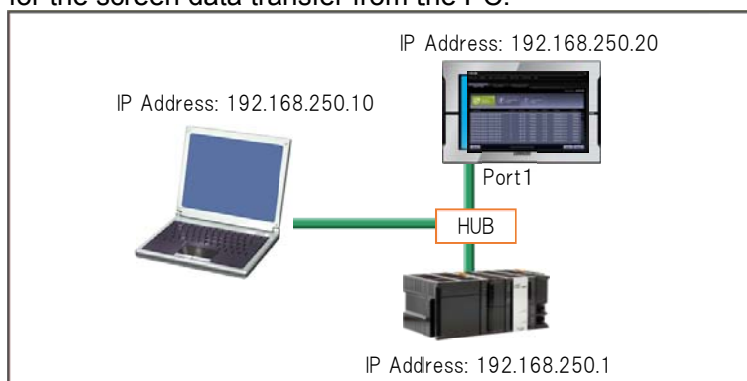 for the screen data transfer from the PC.
IP Address: 192.168.250.20
IP Address: 192.168.250.10
Port1
HUB
IP Address: 192.168.250.1